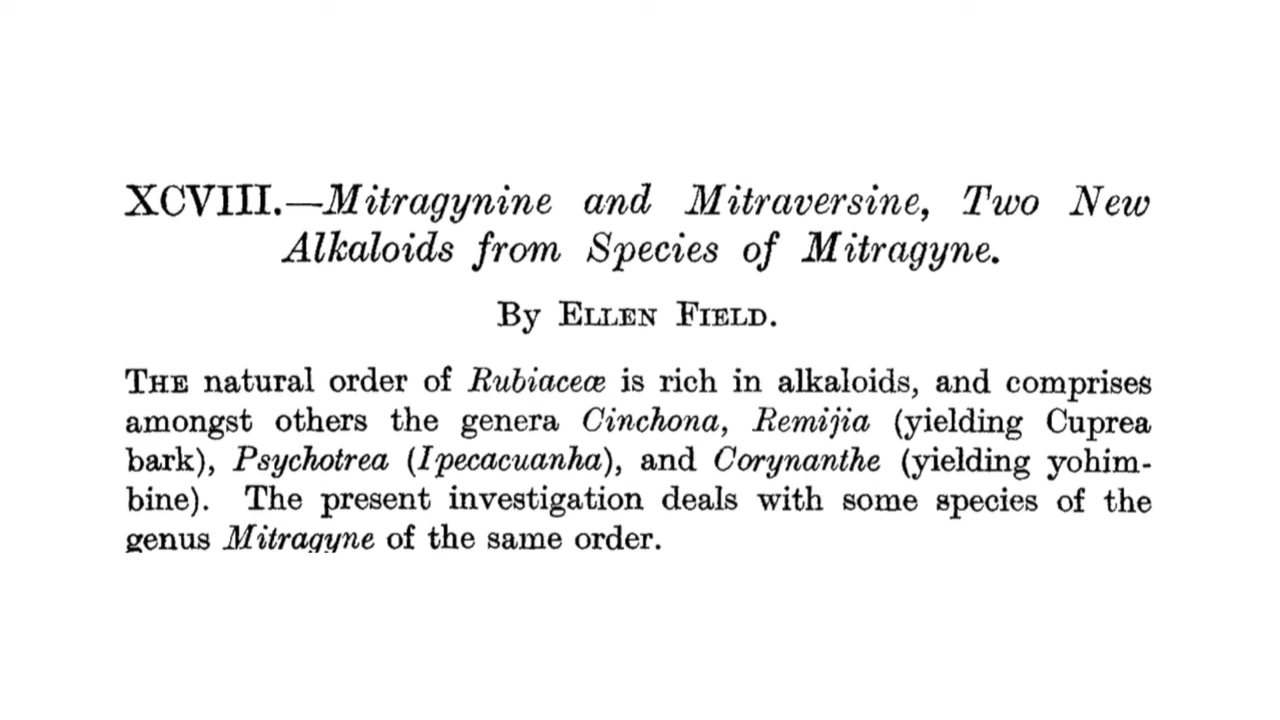 XCVIII.—Mitragynine and Mitraversine, Two New
Alkaloids from Species of Mitragyne.
By ELLEN FIELD.
THE natural order of Rubiaceæ is rich in alkaloids, and comprises
amongst others the genera Cinchona, Remijia (yielding Cuprea
bark), Psychotrea (Ipecacuanha), and Corynanthe (yielding yohim-
bine). The present investigation deals with some species of the
genus Mitragyne of the same order.